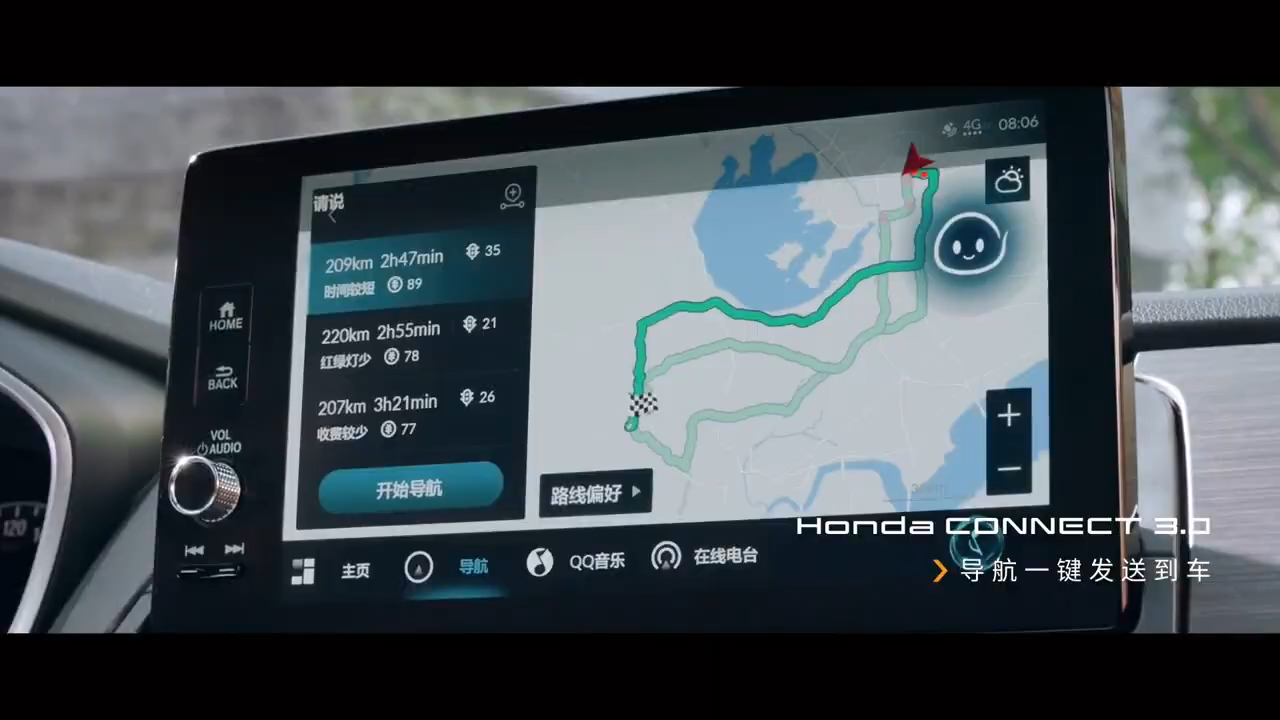 4G 08:06
请说
209km 2h47min 35
时间较短 89
220km 2h55min 21
红绿灯少 78
207km 3h21min 26
收费较少 77
开始导航
路线偏好
HOME
BACK
VOL
AUDIO
主页 导航 QQ音乐 在线电台
120
Honda CONNECT 3.0
导航一键发送到车